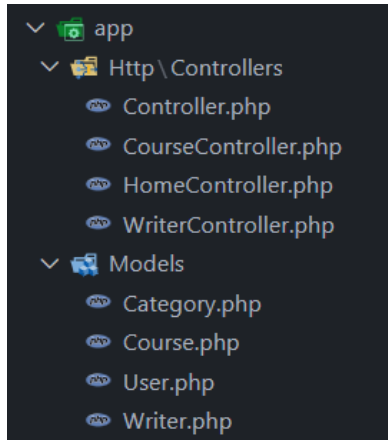 app
Http\Controllers
Controller.php
CourseController.php
HomeController.php
WriterController.php
Models
Category.php
Course.php
User.php
Writer.php